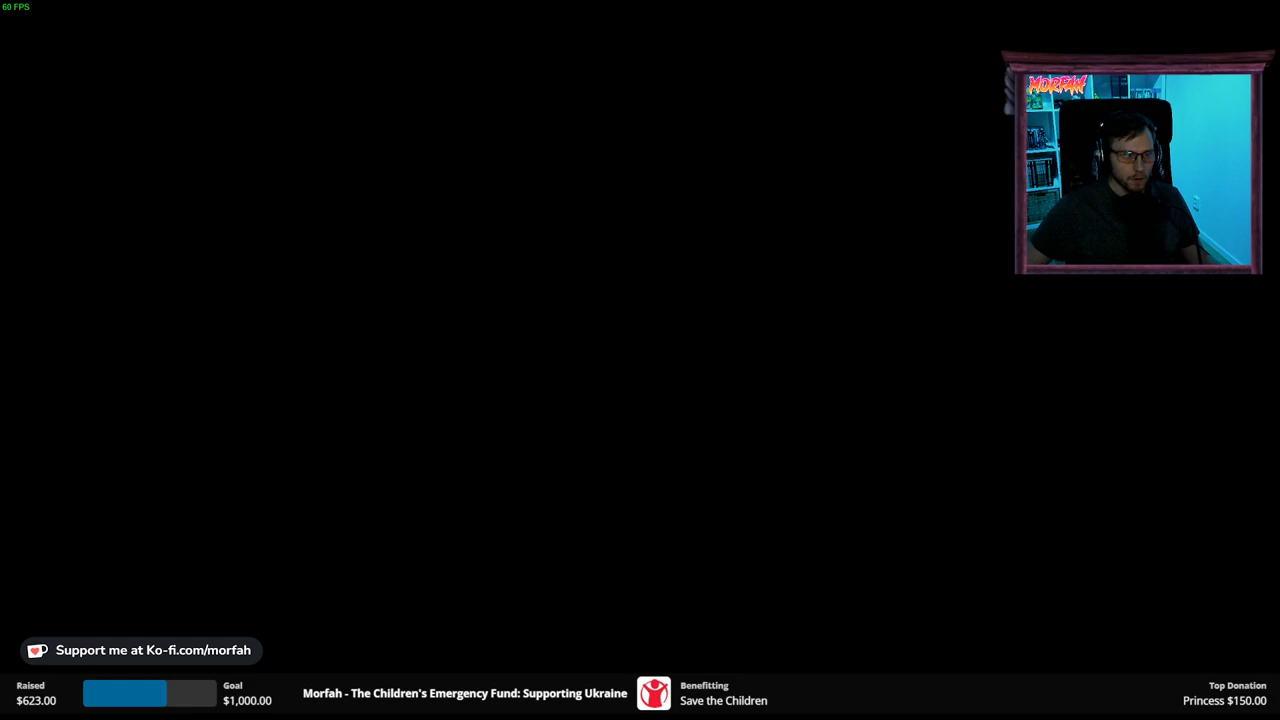 60 FPS
MORFAH
Support me at Ko-fi.com/morfah
Raised
$623.00
Goal
$1,000.00
Morfah - The Children's Emergency Fund: Supporting Ukraine
Benefitting
Save the Children
Top Donation
Princess $150.00